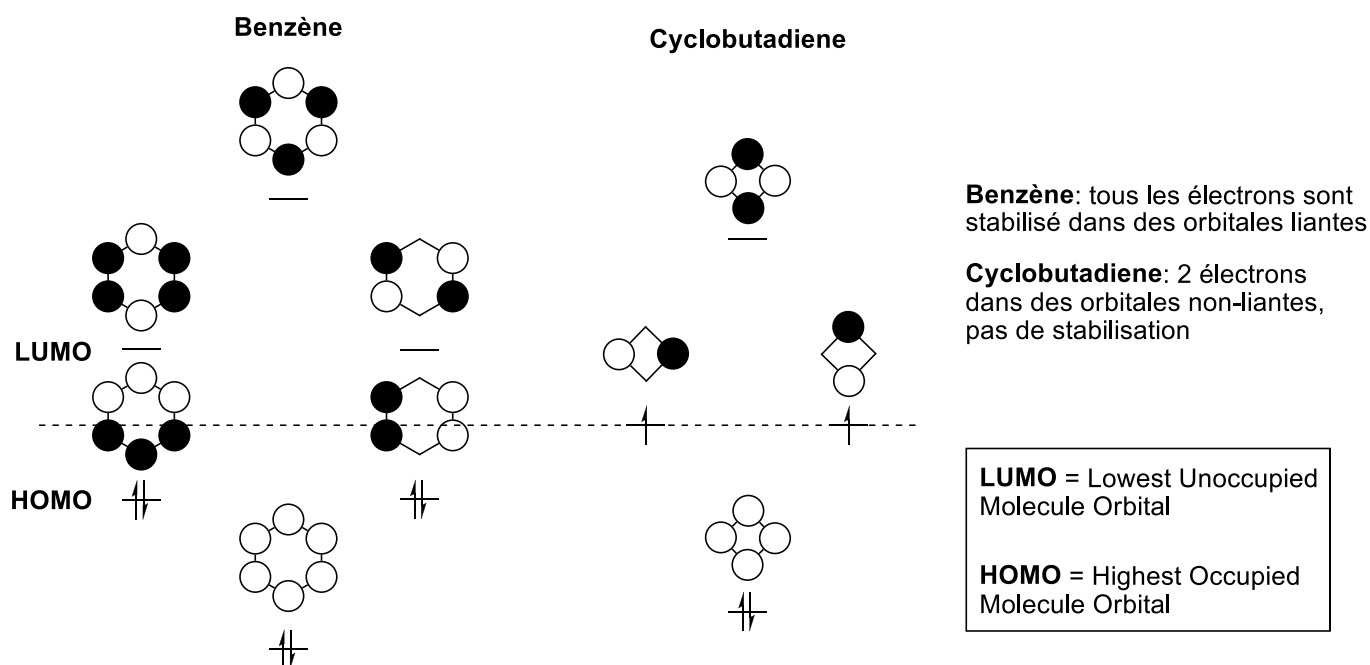 Benzène
Cyclobutadiene
Benzène: tous les électrons sont
stabilisé dans des orbitales liantes
Cyclobutadiene: 2 électrons
dans des orbitales non-liantes,
pas de stabilisation
LUMO
HOMO
LUMO = Lowest Unoccupied
Molecule Orbital
HOMO = Highest Occupied
Molecule Orbital